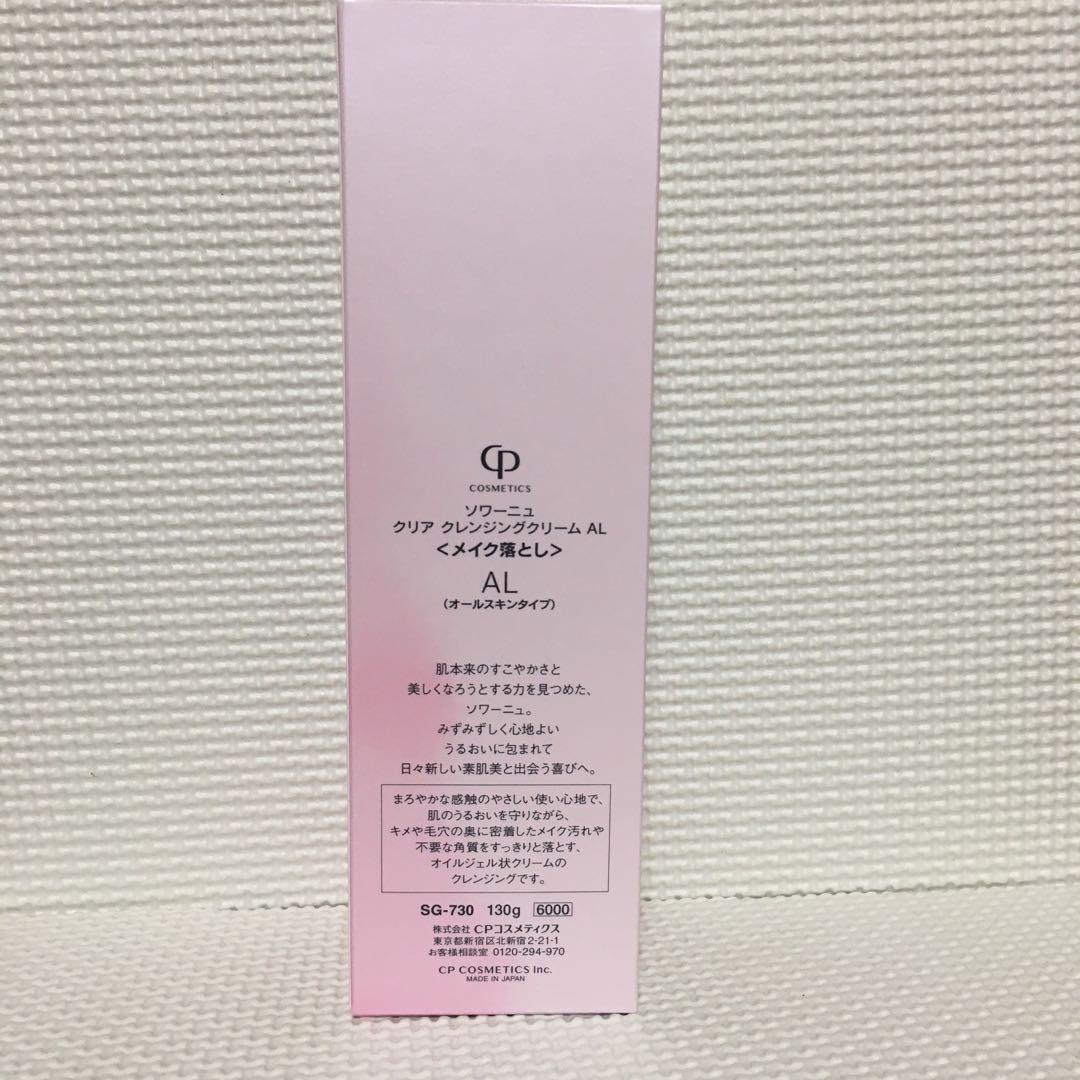 CP
COSMETICS
ソワーニュ
クリア クレンジングクリーム AL
<メイク落とし>
AL
(オールスキンタイプ)
肌本来のすこやかさと
美しくなろうとする力を見つめた、
ソワーニュ。
みずみずしく心地よい
うるおいに包まれて
日々新しい素肌美と出会う喜びへ。
まろやかな感触のやさしい使い心地で、
肌のうるおいを守りながら、
キメや毛穴の奥に密着したメイク汚れや
不要な角質をすっきりと落とす、
オイルジェル状クリームの
クレンジングです。
SG-730 130g 6000
株式会社 CPコスメティクス
東京都新宿区北新宿2-21-1
お客様相談室 0120-294-970
CP COSMETICS Inc.
MADE IN JAPAN